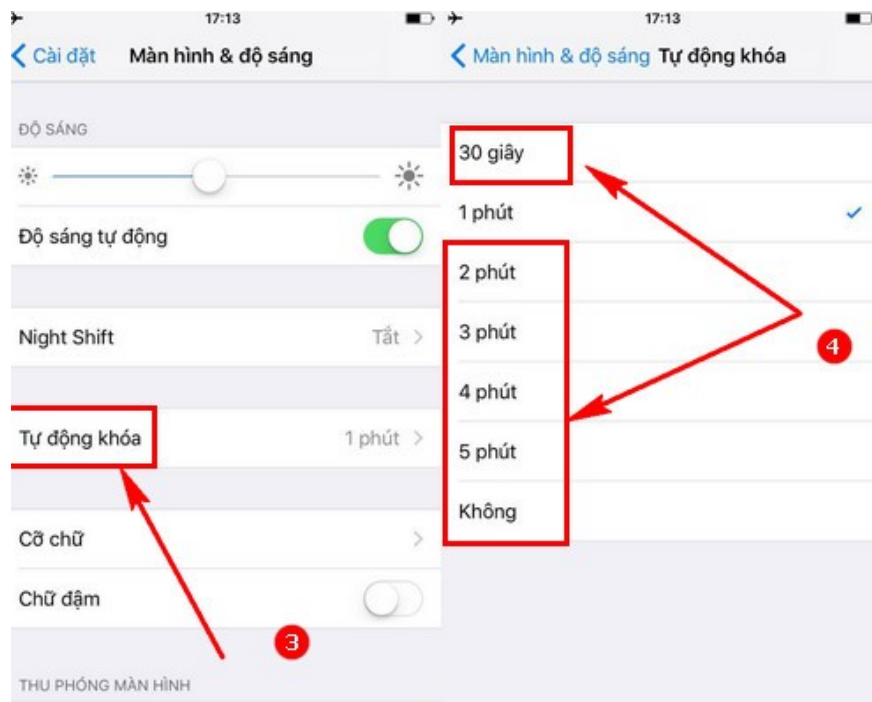 17:13
Cài đặt Màn hình & độ sáng
ĐỘ SÁNG
Độ sáng tự động
Night Shift Tắt
Tự động khóa 1 phút
Cỡ chữ
Chữ đậm
3
THU PHÓNG MÀN HÌNH
17:13
Màn hình & độ sáng Tự động khóa
30 giây
1 phút
2 phút
3 phút
4
4 phút
5 phút
Không